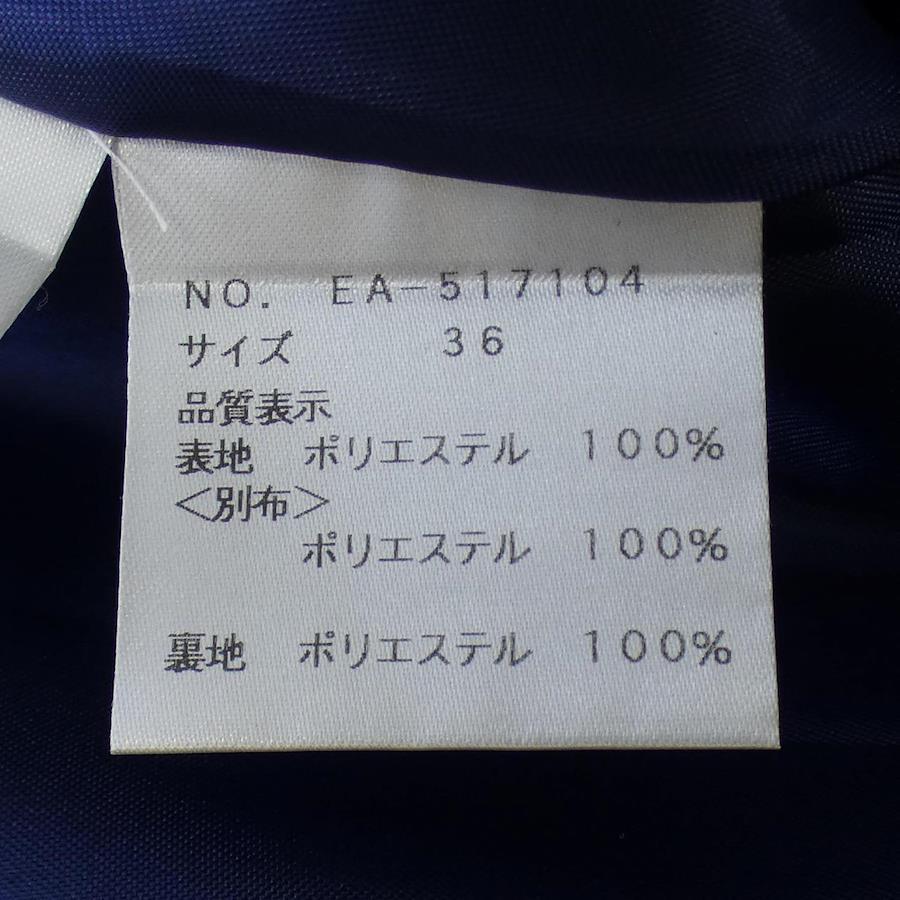 NO. EA-517104
サイズ 36
品質表示
表地 ポリエステル 100%
<別布>
ポリエステル 100%
裏地 ポリエステル 100%